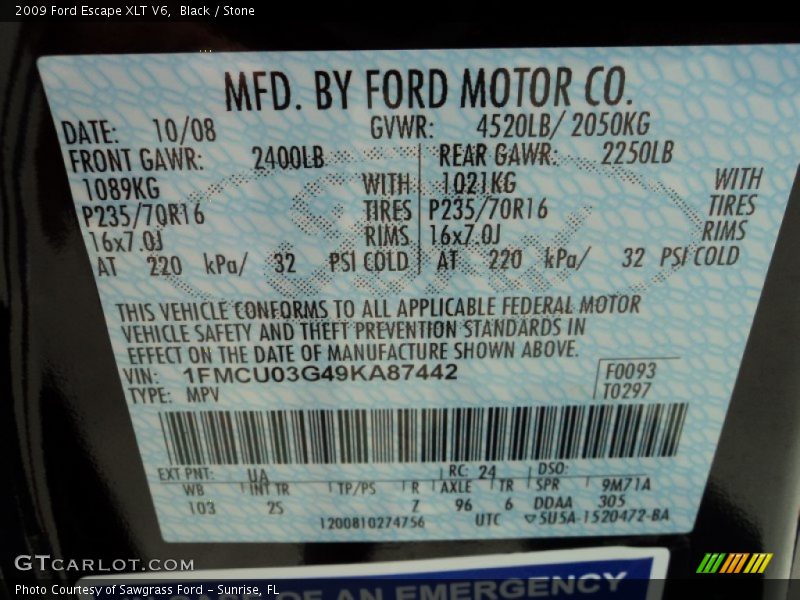 2009 Ford Escape XLT V6,  Black / Stone
MFD. BY FORD MOTOR CO.
DATE: 10/08 GVWR: 4520LB/ 2050KG
FRONT GAWR: 2400LB REAR GAWR: 2250LB
1089KG WITH 1021KG WITH
P235/70R16 TIRES P235/70R16 TIRES
16x7.0J RIMS 16x7.0J RIMS
AT 220 kPa/ 32 PSI COLD AT 220 kPa/ 32 PSI COLD
THIS VEHICLE CONFORMS TO ALL APPLICABLE FEDERAL MOTOR
VEHICLE SAFETY AND THEFT PREVENTION STANDARDS IN
EFFECT ON THE DATE OF MANUFACTURE SHOWN ABOVE.
VIN: 1FMCU03G49KA87442 F0093
TYPE: MPV T0297
EXT PNT: UA RC: 24 DSO:
WB INT TR TP/PS R AXLE TR SPR 9M71A
103 2S Z 96 6 DDAA 305
1200810274756 UTC ▽5U5A-1520472-BA
GTCARLOT.COM
AN EMERGENCY
Photo Courtesy of Sawgrass Ford - Sunrise, FL